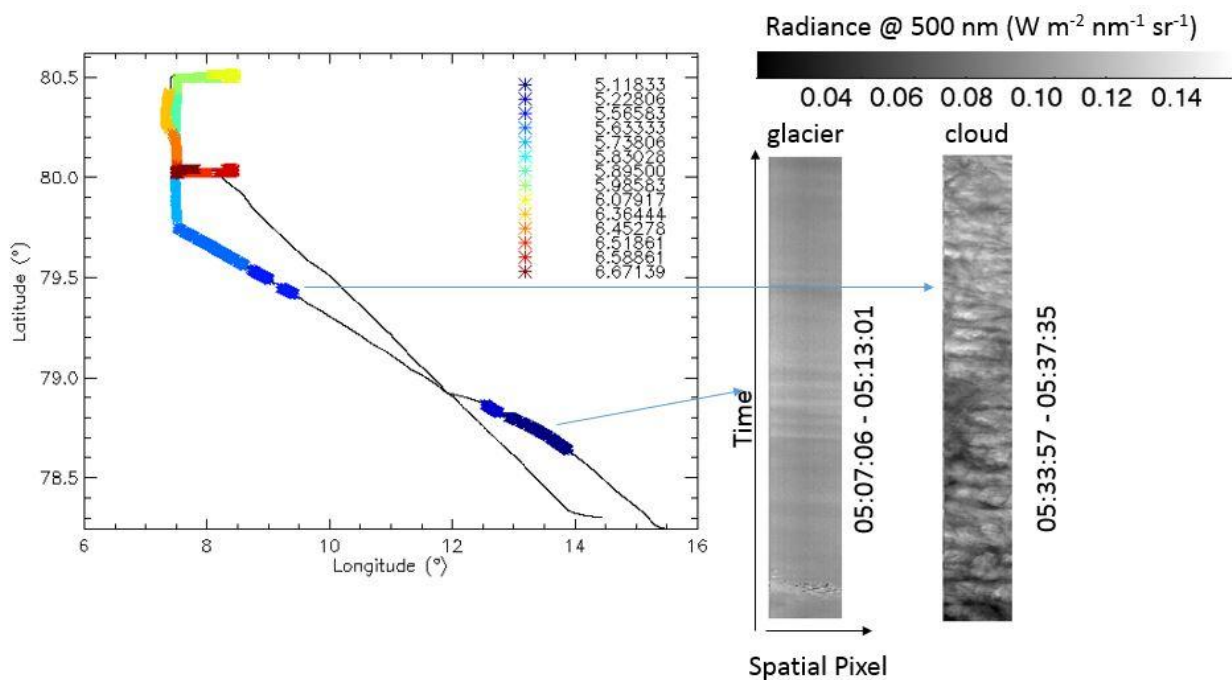 Radiance @ 500 nm (W m-2 nm-1 sr-1)
0.04 0.06 0.08 0.10 0.12 0.14
glacier
cloud
80.5
80.0
79.5
79.0
78.5
Latitude (°)
6 8 10 12 14 16
Longitude (°)
5.11833
5.22806
5.56583
5.63333
5.73806
5.83028
5.89500
5.98583
6.07917
6.36444
6.45278
6.51861
6.58861
6.67139
Time
05:07:06 - 05:13:01
05:33:57 - 05:37:35
Spatial Pixel